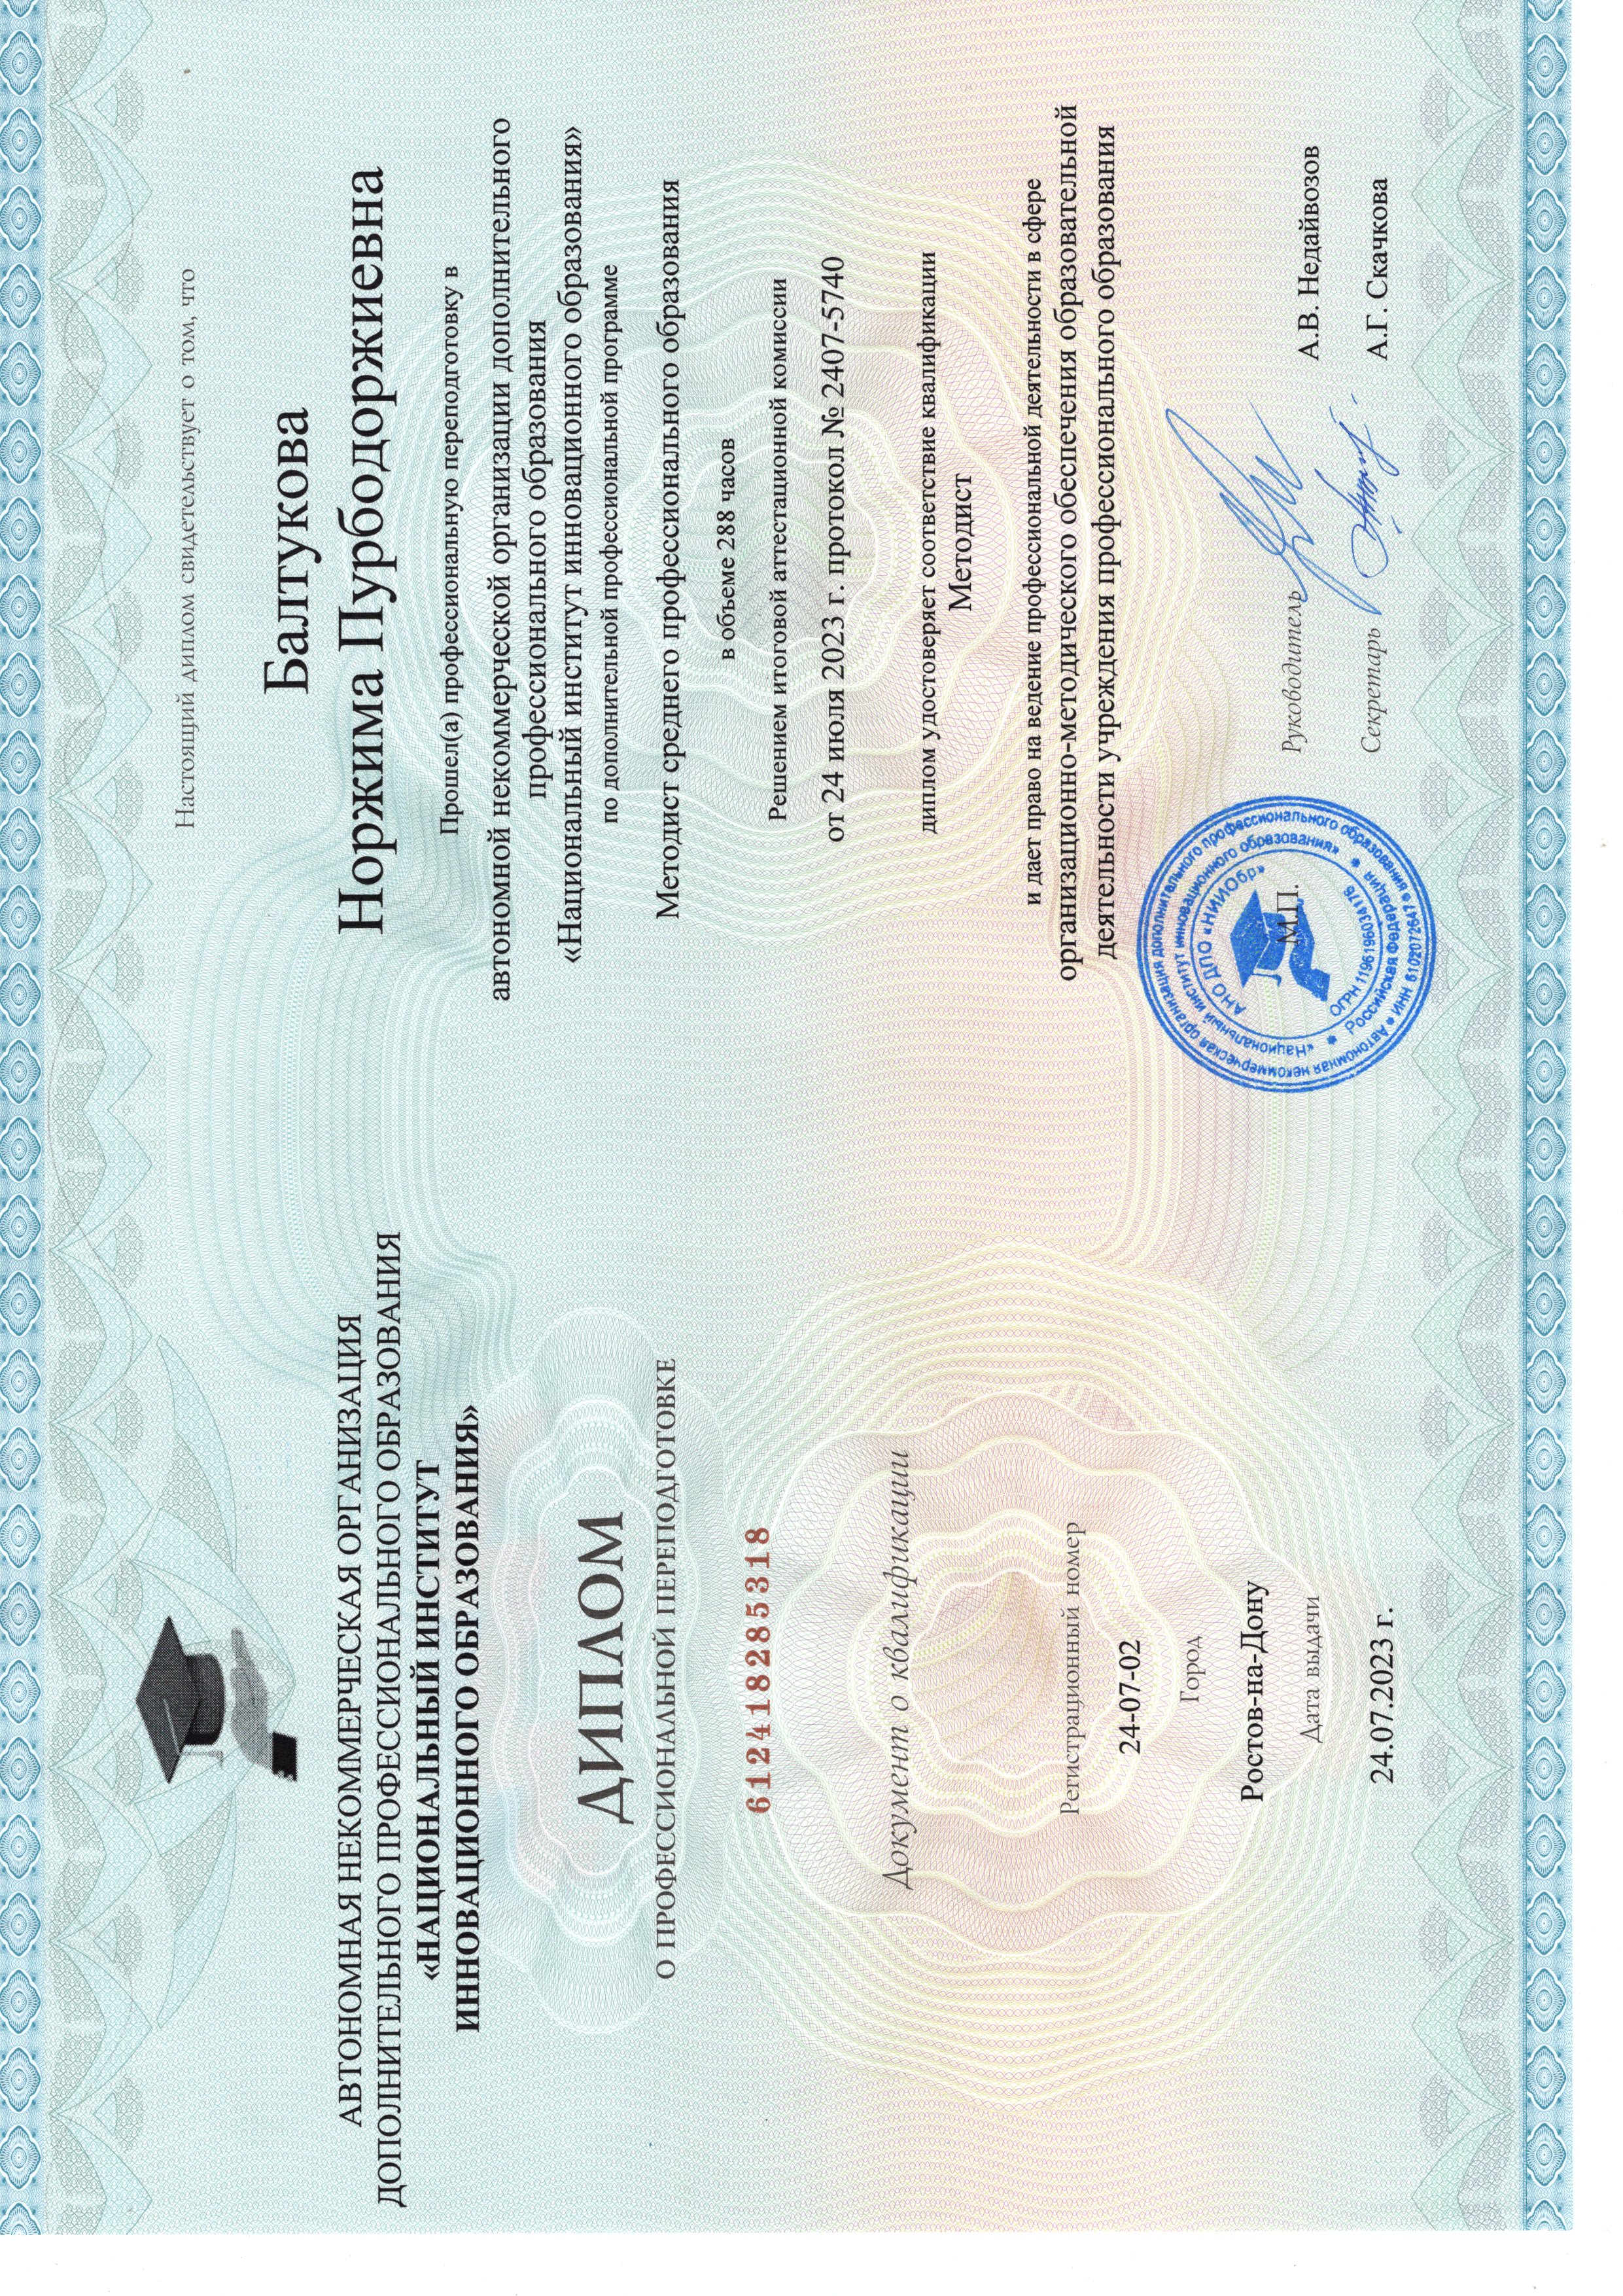 АВТОНОМНАЯ НЕКОММЕРЧЕСКАЯ ОРГАНИЗАЦИЯ
ДОПОЛНИТЕЛЬНОГО ПРОФЕССИОНАЛЬНОГО ОБРАЗОВАНИЯ
«НАЦИОНАЛЬНЫЙ ИНСТИТУТ
ИННОВАЦИОННОГО ОБРАЗОВАНИЯ»
ДИПЛОМ
О ПРОФЕССИОНАЛЬНОЙ ПЕРЕПОДГОТОВКЕ
612418285318
Документ о квалификации
Регистрационный номер
24-07-02
Город
Ростов-на-Дону
Дата выдачи
24.07.2023 г.
Настоящий диплом свидетельствует о том, что
Балтукова
Норжима Пурбодоржиевна
Прошел(а) профессиональную переподготовку в
автономной некоммерческой организации дополнительного
профессионального образования
«Национальный институт инновационного образования»
по дополнительной профессиональной программе
Методист среднего профессионального образования
в объеме 288 часов
Решением итоговой аттестационной комиссии
от 24 июля 2023 г. протокол № 2407-5740
диплом удостоверяет соответствие квалификации
Методист
и дает право на ведение профессиональной деятельности в сфере
организационно-методического обеспечения образовательной
деятельности учреждения профессионального образования
Автономная некоммерческая организация дополнительного профессионального образования
ИНН 6102072647
«Национальный институт инновационного образования»
Российская Федерация
АНО ДПО «НИИОбр»
ОГРН 1196196034176
М.П.
Руководитель
А.В. Недайвозов
Секретарь
А.Г. Скачкова